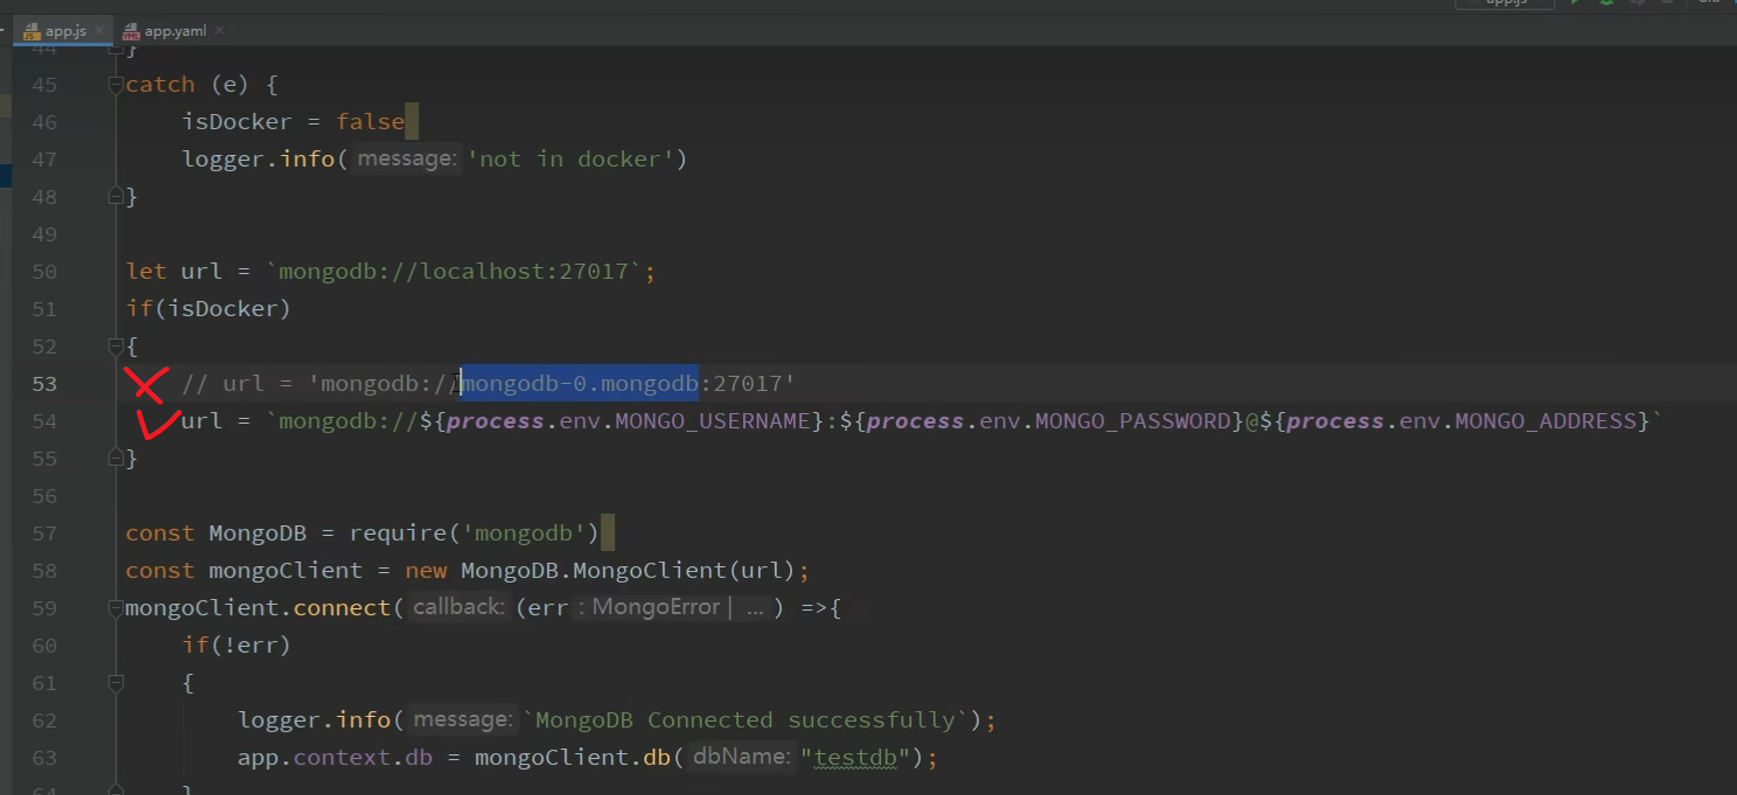 app.js
app.js app.yaml
44 }
45 catch (e) {
46 isDocker = false
47 logger.info( message: 'not in docker')
48 }
49
50 let url = `mongodb://localhost:27017`;
51 if(isDocker)
52 {
53 // url = 'mongodb://mongodb-0.mongodb:27017'
54 url = `mongodb://${process.env.MONGO_USERNAME}:${process.env.MONGO_PASSWORD}@${process.env.MONGO_ADDRESS}`
55 }
56
57 const MongoDB = require('mongodb')
58 const mongoClient = new MongoDB.MongoClient(url);
59 mongoClient.connect( callback: (err : MongoError | ... ) =>{
60 if(!err)
61 {
62 logger.info( message: `MongoDB Connected successfully`);
63 app.context.db = mongoClient.db( dbName: "testdb");
64 }